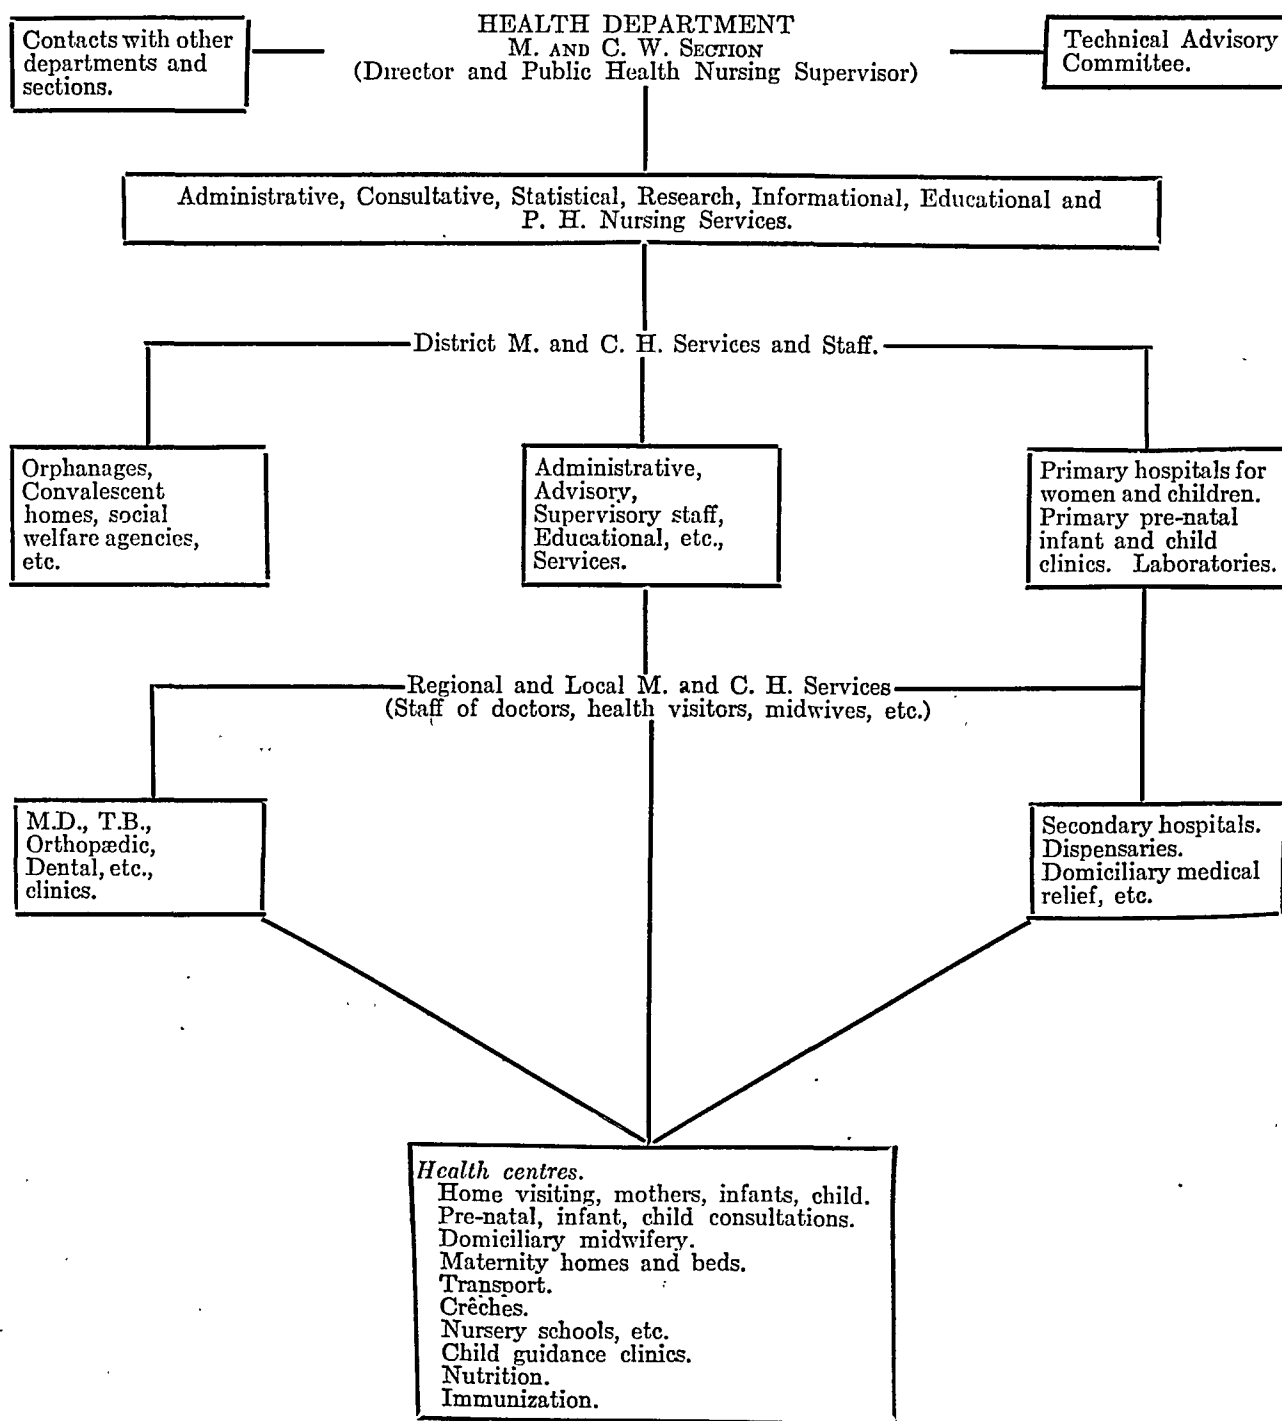 Contacts with other
departments and
sections.
HEALTH DEPARTMENT
M. AND C. W. SECTION
(Director and Public Health Nursing Supervisor)
Technical Advisory
Committee.
Administrative, Consultative, Statistical, Research, Informational, Educational and
P. H. Nursing Services.
District M. and C. H. Services and Staff.
Orphanages,
Convalescent
homes, social
welfare agencies,
etc.
Administrative,
Advisory,
Supervisory staff,
Educational, etc.,
Services.
Primary hospitals for
women and children.
Primary pre-natal
infant and child
clinics. Laboratories.
Regional and Local M. and C. H. Services
(Staff of doctors, health visitors, midwives, etc.)
M.D., T.B.,
Orthopædic,
Dental, etc.,
clinics.
Secondary hospitals.
Dispensaries.
Domiciliary medical
relief, etc.
Health centres.
Home visiting, mothers, infants, child.
Pre-natal, infant, child consultations.
Domiciliary midwifery.
Maternity homes and beds.
Transport.
Crêches.
Nursery schools, etc.
Child guidance clinics.
Nutrition.
Immunization.